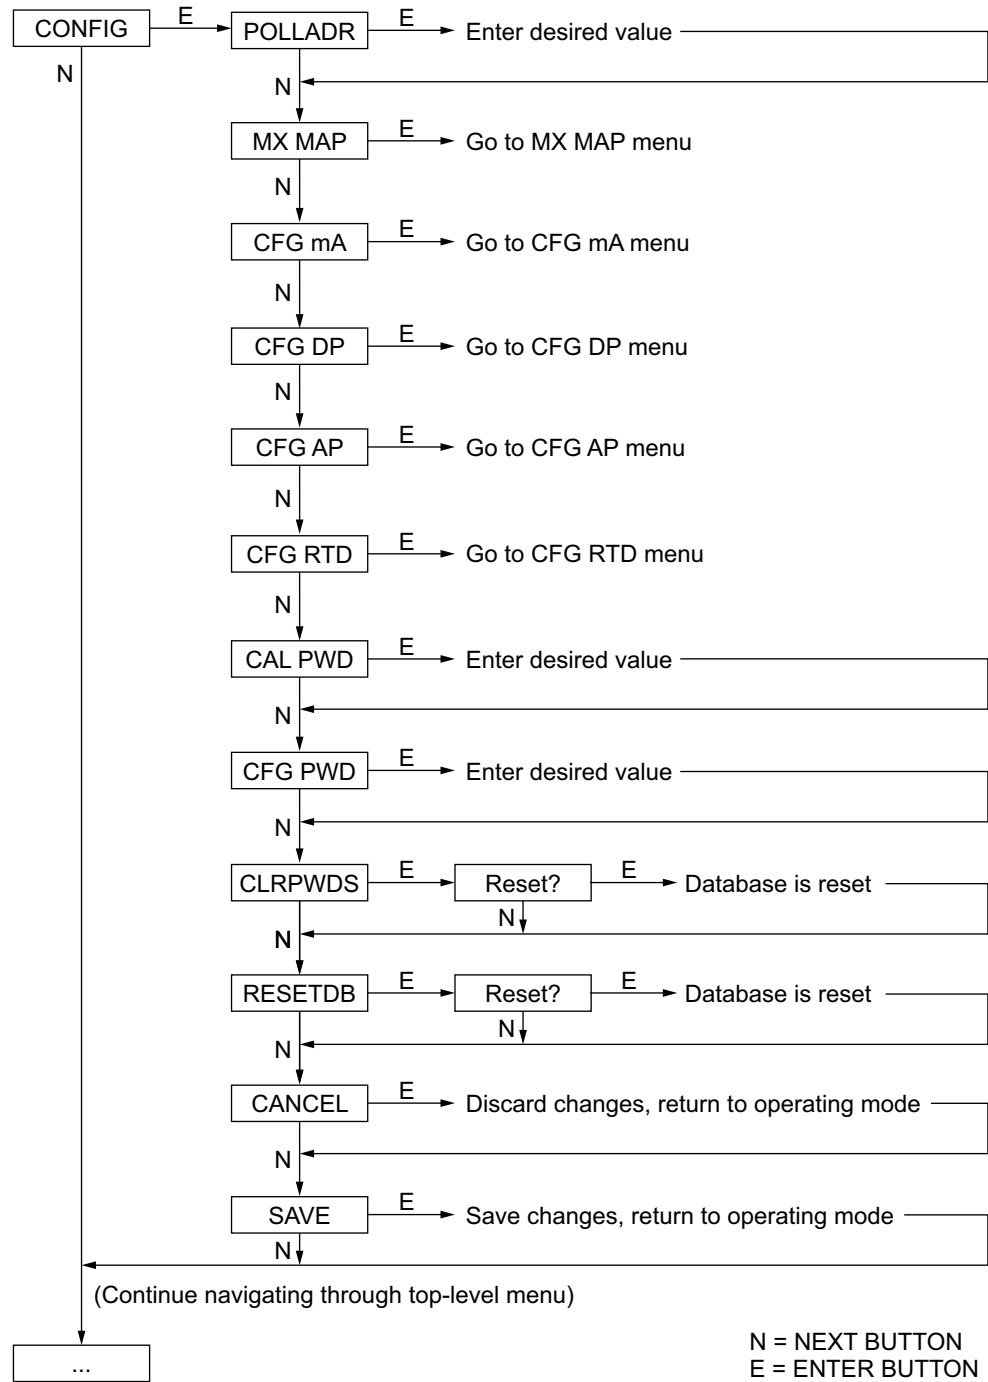 CONFIG E POLLADR E Enter desired value
N
N
MX MAP E Go to MX MAP menu
N
CFG mA E Go to CFG mA menu
N
CFG DP E Go to CFG DP menu
N
CFG AP E Go to CFG AP menu
N
CFG RTD E Go to CFG RTD menu
N
CAL PWD E Enter desired value
N
CFG PWD E Enter desired value
N
CLRPWDS E Reset? E Database is reset
N
N
RESETDB E Reset? E Database is reset
N
N
CANCEL E Discard changes, return to operating mode
N
SAVE E Save changes, return to operating mode
N
(Continue navigating through top-level menu)
...
N = NEXT BUTTON
E = ENTER BUTTON